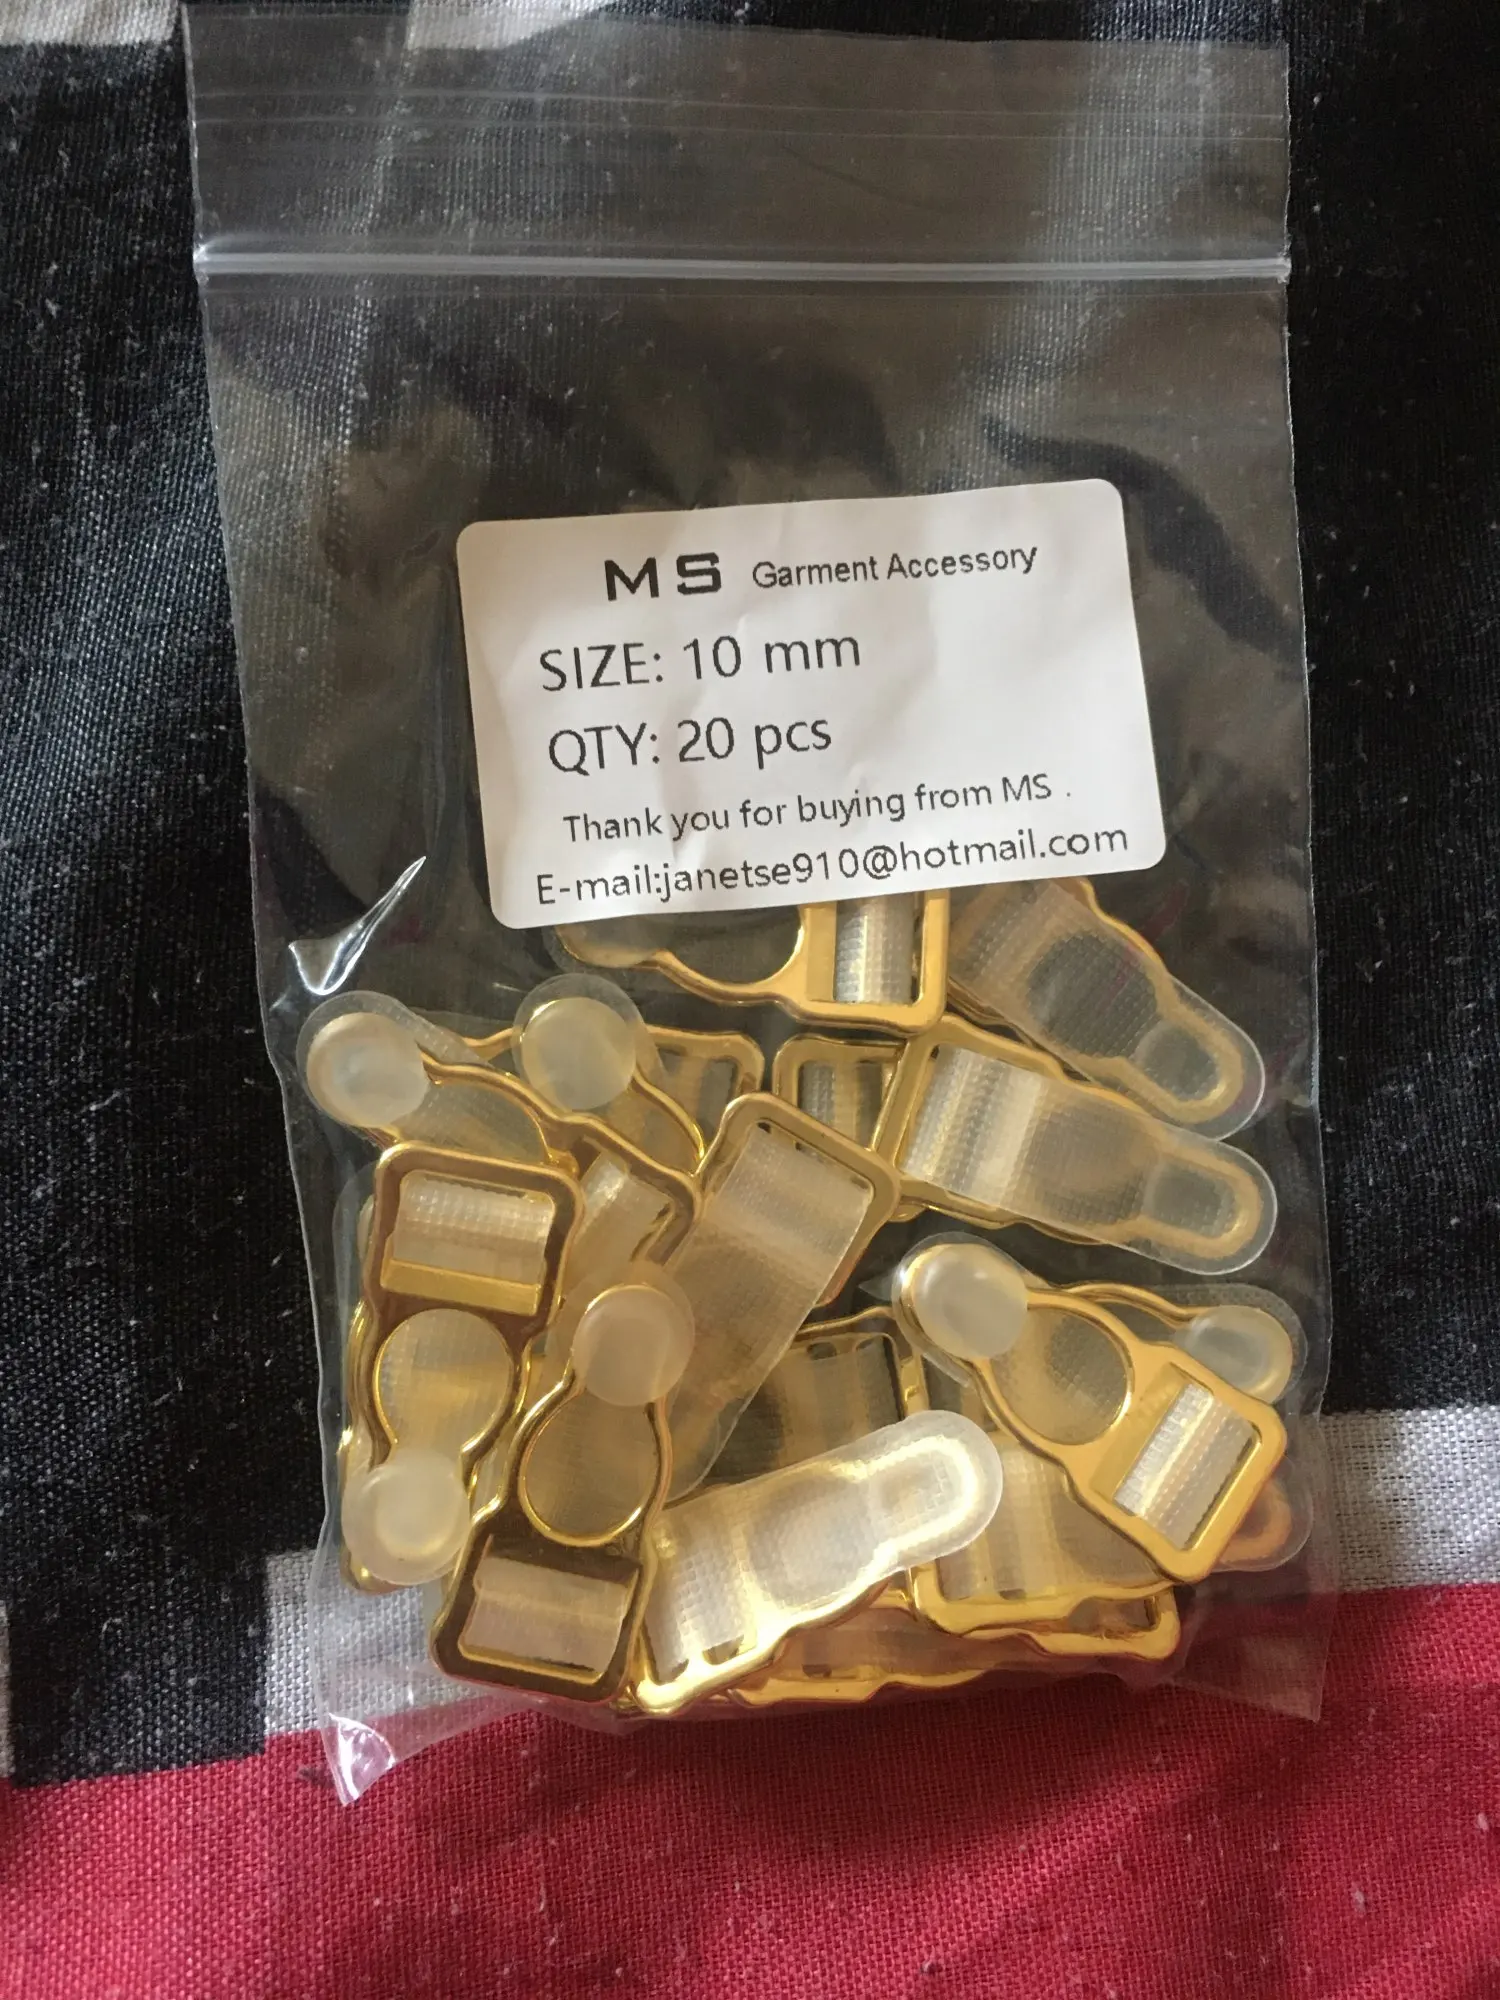 MS Garment Accessory
SIZE: 10 mm
QTY: 20 pcs
Thank you for buying from MS .
E-mail:janetse910@hotmail.com